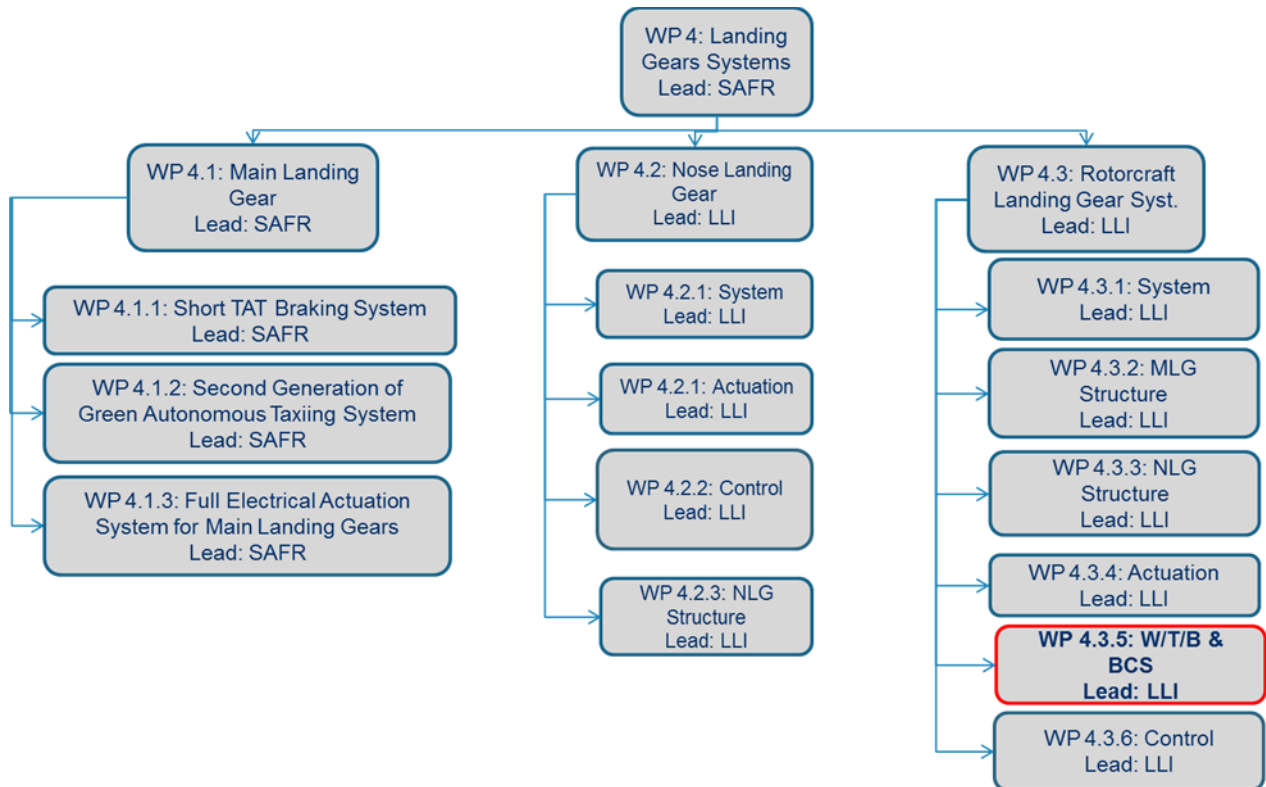 WP 4: Landing
Gears Systems
Lead: SAFR
WP 4.1: Main Landing
Gear
Lead: SAFR
WP 4.1.1: Short TAT Braking System
Lead: SAFR
WP 4.1.2: Second Generation of
Green Autonomous Taxiing System
Lead: SAFR
WP 4.1.3: Full Electrical Actuation
System for Main Landing Gears
Lead: SAFR
WP 4.2: Nose Landing
Gear
Lead: LLI
WP 4.2.1: System
Lead: LLI
WP 4.2.1: Actuation
Lead: LLI
WP 4.2.2: Control
Lead: LLI
WP 4.2.3: NLG
Structure
Lead: LLI
WP 4.3: Rotorcraft
Landing Gear Syst.
Lead: LLI
WP 4.3.1: System
Lead: LLI
WP 4.3.2: MLG
Structure
Lead: LLI
WP 4.3.3: NLG
Structure
Lead: LLI
WP 4.3.4: Actuation
Lead: LLI
WP 4.3.5: W/T/B &
BCS
Lead: LLI
WP 4.3.6: Control
Lead: LLI